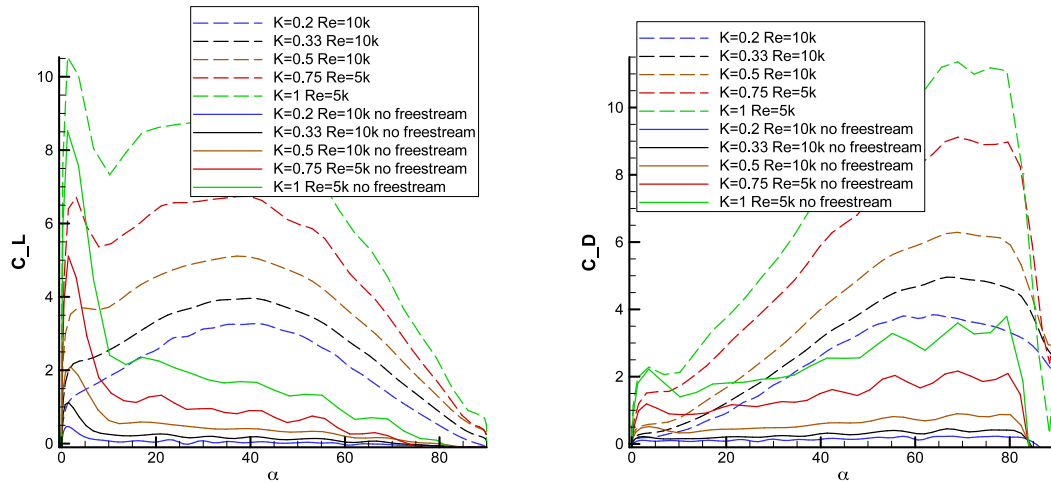 K=0.2 Re=10k
K=0.33 Re=10k
K=0.5 Re=10k
K=0.75 Re=5k
K=1 Re=5k
K=0.2 Re=10k no freestream
K=0.33 Re=10k no freestream
K=0.5 Re=10k no freestream
K=0.75 Re=5k no freestream
K=1 Re=5k no freestream
C_L
10
8
6
4
2
0
0 20 40 60 80
α
K=0.2 Re=10k
K=0.33 Re=10k
K=0.5 Re=10k
K=0.75 Re=5k
K=1 Re=5k
K=0.2 Re=10k no freestream
K=0.33 Re=10k no freestream
K=0.5 Re=10k no freestream
K=0.75 Re=5k no freestream
K=1 Re=5k no freestream
C_D
10
8
6
4
2
0
0 20 40 60 80
α